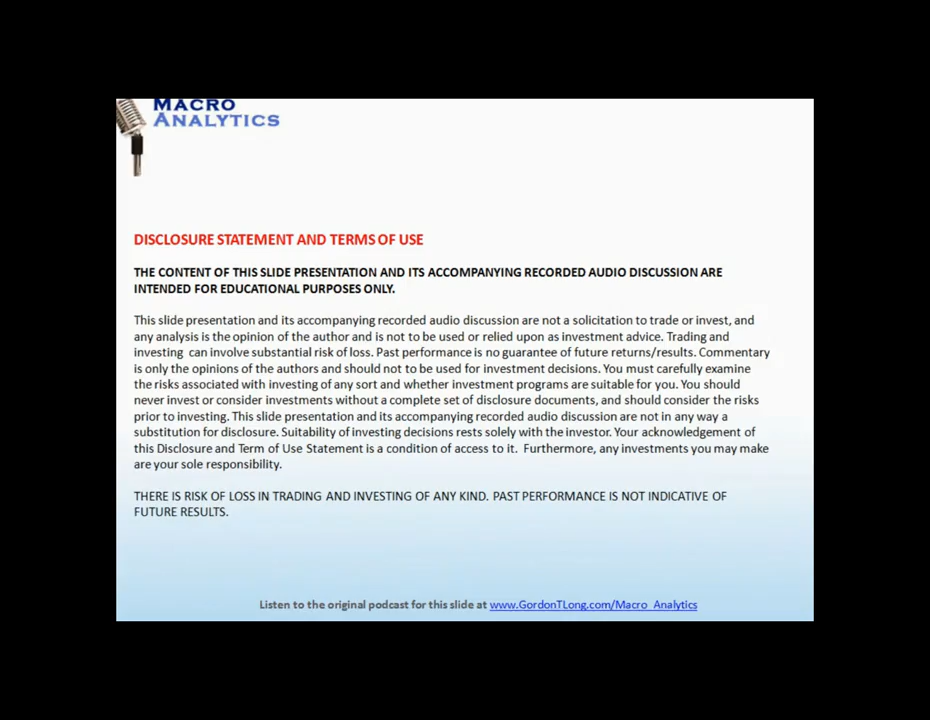 MACRO
ANALYTICS
DISCLOSURE STATEMENT AND TERMS OF USE
THE CONTENT OF THIS SLIDE PRESENTATION AND ITS ACCOMPANYING RECORDED AUDIO DISCUSSION ARE
INTENDED FOR EDUCATIONAL PURPOSES ONLY.
This slide presentation and its accompanying recorded audio discussion are not a solicitation to trade or invest, and
any analysis is the opinion of the author and is not to be used or relied upon as investment advice. Trading and
investing can involve substantial risk of loss. Past performance is no guarantee of future returns/results. Commentary
is only the opinions of the authors and should not to be used for investment decisions. You must carefully examine
the risks associated with investing of any sort and whether investment programs are suitable for you. You should
never invest or consider investments without a complete set of disclosure documents, and should consider the risks
prior to investing. This slide presentation and its accompanying recorded audio discussion are not in any way a
substitution for disclosure. Suitability of investing decisions rests solely with the investor. Your acknowledgement of
this Disclosure and Term of Use Statement is a condition of access to it. Furthermore, any investments you may make
are your sole responsibility.
THERE IS RISK OF LOSS IN TRADING AND INVESTING OF ANY KIND. PAST PERFORMANCE IS NOT INDICATIVE OF
FUTURE RESULTS.
Listen to the original podcast for this slide at www.GordonTLong.com/Macro_Analytics